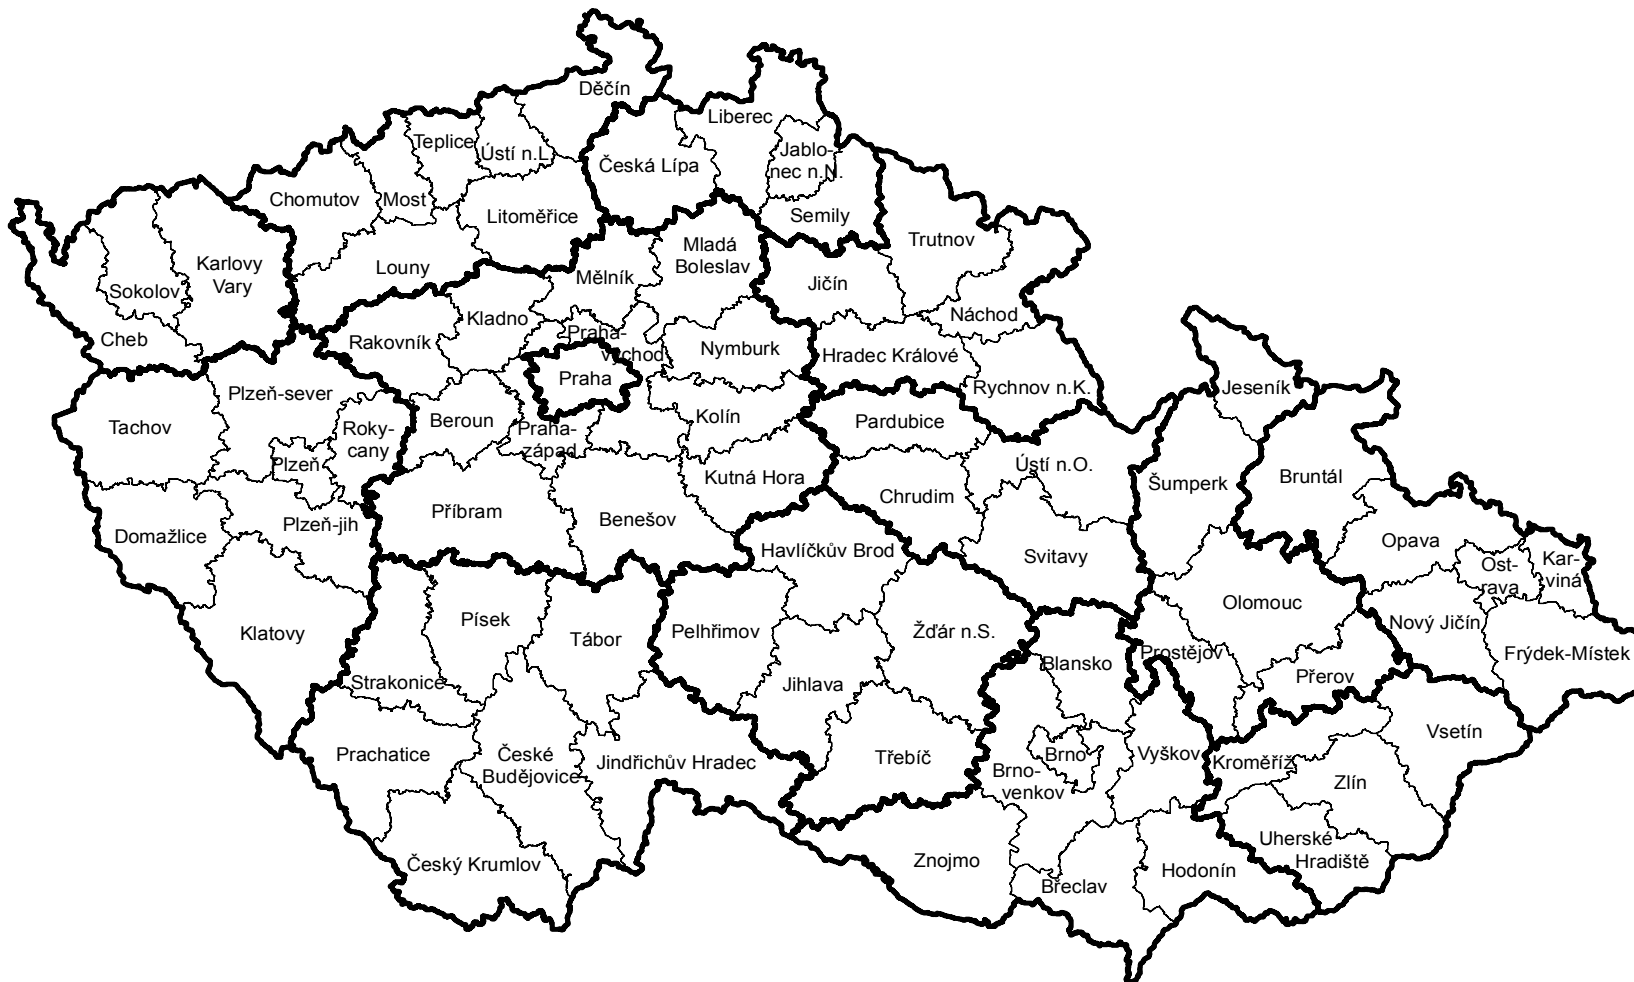 Děčín
Liberec
Teplice
Ústí n.L.
Česká Lípa
Jablo-
nec n.N.
Chomutov
Most
Litoměřice
Semily
Trutnov
Karlovy
Vary
Sokolov
Louny
Mělník
Mladá
Boleslav
Jičín
Náchod
Cheb
Rakovník
Kladno
Praha-
východ
Nymburk
Hradec Králové
Rychnov n.K.
Jeseník
Praha
Plzeň-sever
Tachov
Roky-
cany
Beroun
Praha-
západ
Kolín
Pardubice
Plzeň
Kutná Hora
Ústí n.O.
Šumperk
Bruntál
Chrudim
Domažlice
Plzeň-jih
Příbram
Benešov
Havlíčkův Brod
Svitavy
Opava
Ost-
rava
Kar-
viná
Olomouc
Klatovy
Písek
Tábor
Pelhřimov
Žďár n.S.
Nový Jičín
Prostějov
Blansko
Frýdek-Místek
Strakonice
Jihlava
Přerov
Prachatice
České
Budějovice
Jindřichův Hradec
Třebíč
Brno
Brno-
venkov
Vyškov
Kroměříž
Vsetín
Zlín
Český Krumlov
Znojmo
Břeclav
Hodonín
Uherské
Hradiště